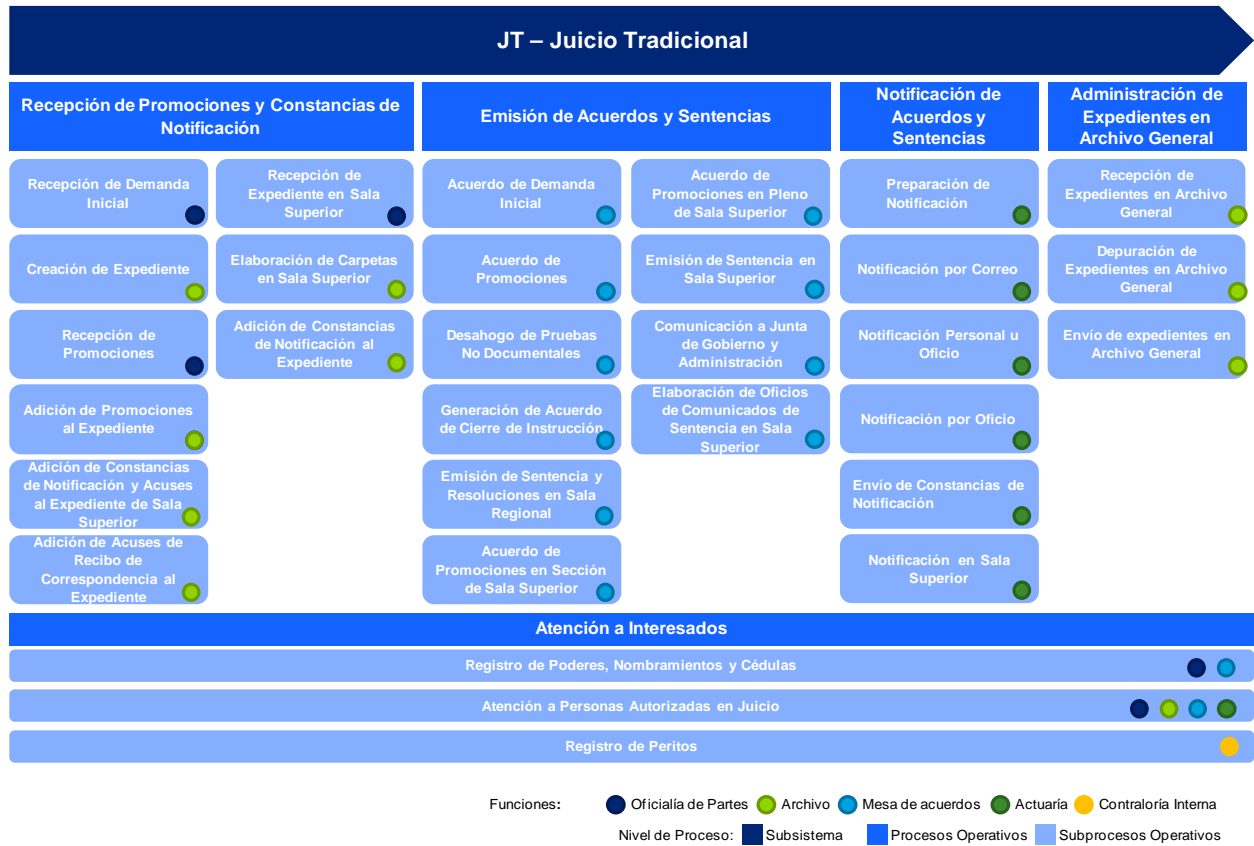 JT – Juicio Tradicional
Recepción de Promociones y Constancias de
Notificación
Emisión de Acuerdos y Sentencias
Notificación de
Acuerdos y
Sentencias
Administración de
Expedientes en
Archivo General
Recepción de Demanda
Inicial
Creación de Expediente
Recepción de
Promociones
Adición de Promociones
al Expediente
Adición de Constancias
de Notificación y Acuses
al Expediente de Sala
Superior
Adición de Acuses de
Recibo de
Correspondencia al
Expediente
Recepción de
Expediente en Sala
Superior
Elaboración de Carpetas
en Sala Superior
Adición de Constancias
de Notificación al
Expediente
Acuerdo de Demanda
Inicial
Acuerdo de
Promociones
Desahogo de Pruebas
No Documentales
Generación de Acuerdo
de Cierre de Instrucción
Emisión de Sentencia y
Resoluciones en Sala
Regional
Acuerdo de
Promociones en Sección
de Sala Superior
Acuerdo de
Promociones en Pleno
de Sala Superior
Emisión de Sentencia en
Sala Superior
Comunicación a Junta
de Gobierno y
Administración
Elaboración de Oficios
de Comunicados de
Sentencia en Sala
Superior
Preparación de
Notificación
Notificación por Correo
Notificación Personal u
Oficio
Notificación por Oficio
Envío de Constancias de
Notificación
Notificación en Sala
Superior
Recepción de
Expedientes en Archivo
General
Depuración de
Expedientes en Archivo
General
Envío de expedientes en
Archivo General
Atención a Interesados
Registro de Poderes, Nombramientos y Cédulas
Atención a Personas Autorizadas en Juicio
Registro de Peritos
Funciones: Oficialía de Partes Archivo Mesa de acuerdos Actuaría Contraloría Interna
Nivel de Proceso: Subsistema Procesos Operativos Subprocesos Operativos